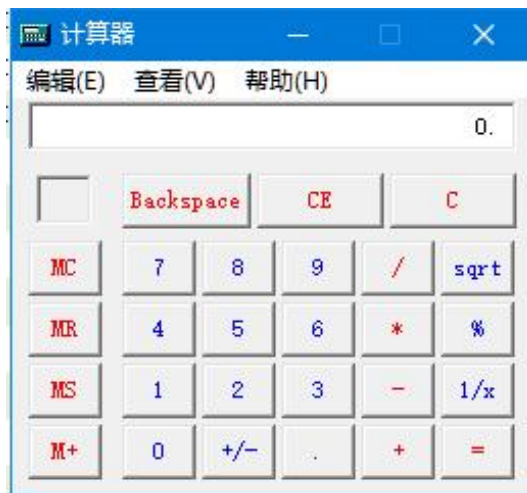 计算器
编辑(E) 查看(V) 帮助(H)
0.
Backspace CE C
MC 7 8 9 / sqrt
MR 4 5 6 * %
MS 1 2 3 - 1/x
M+ 0 +/- . + =